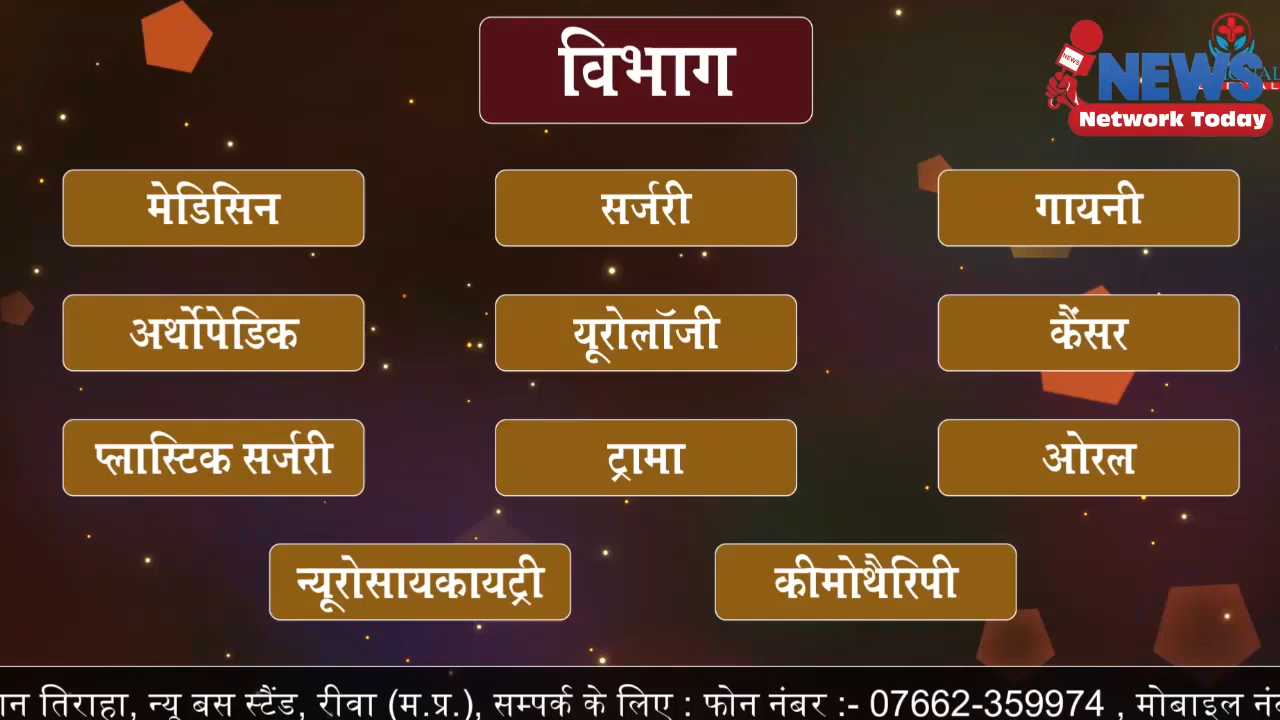 विभाग
NEWS
NEWS
Network Today
मेडिसिन
सर्जरी
गायनी
अर्थोपेडिक
यूरोलॉजी
कैंसर
प्लास्टिक सर्जरी
ट्रामा
ओरल
न्यूरोसायकायट्री
कीमोथैरिपी
तिराहा, न्यू बस स्टैंड, रीवा (म.प्र.), सम्पर्क के लिए : फोन नंबर :- 07662-359974 , मोबाइल